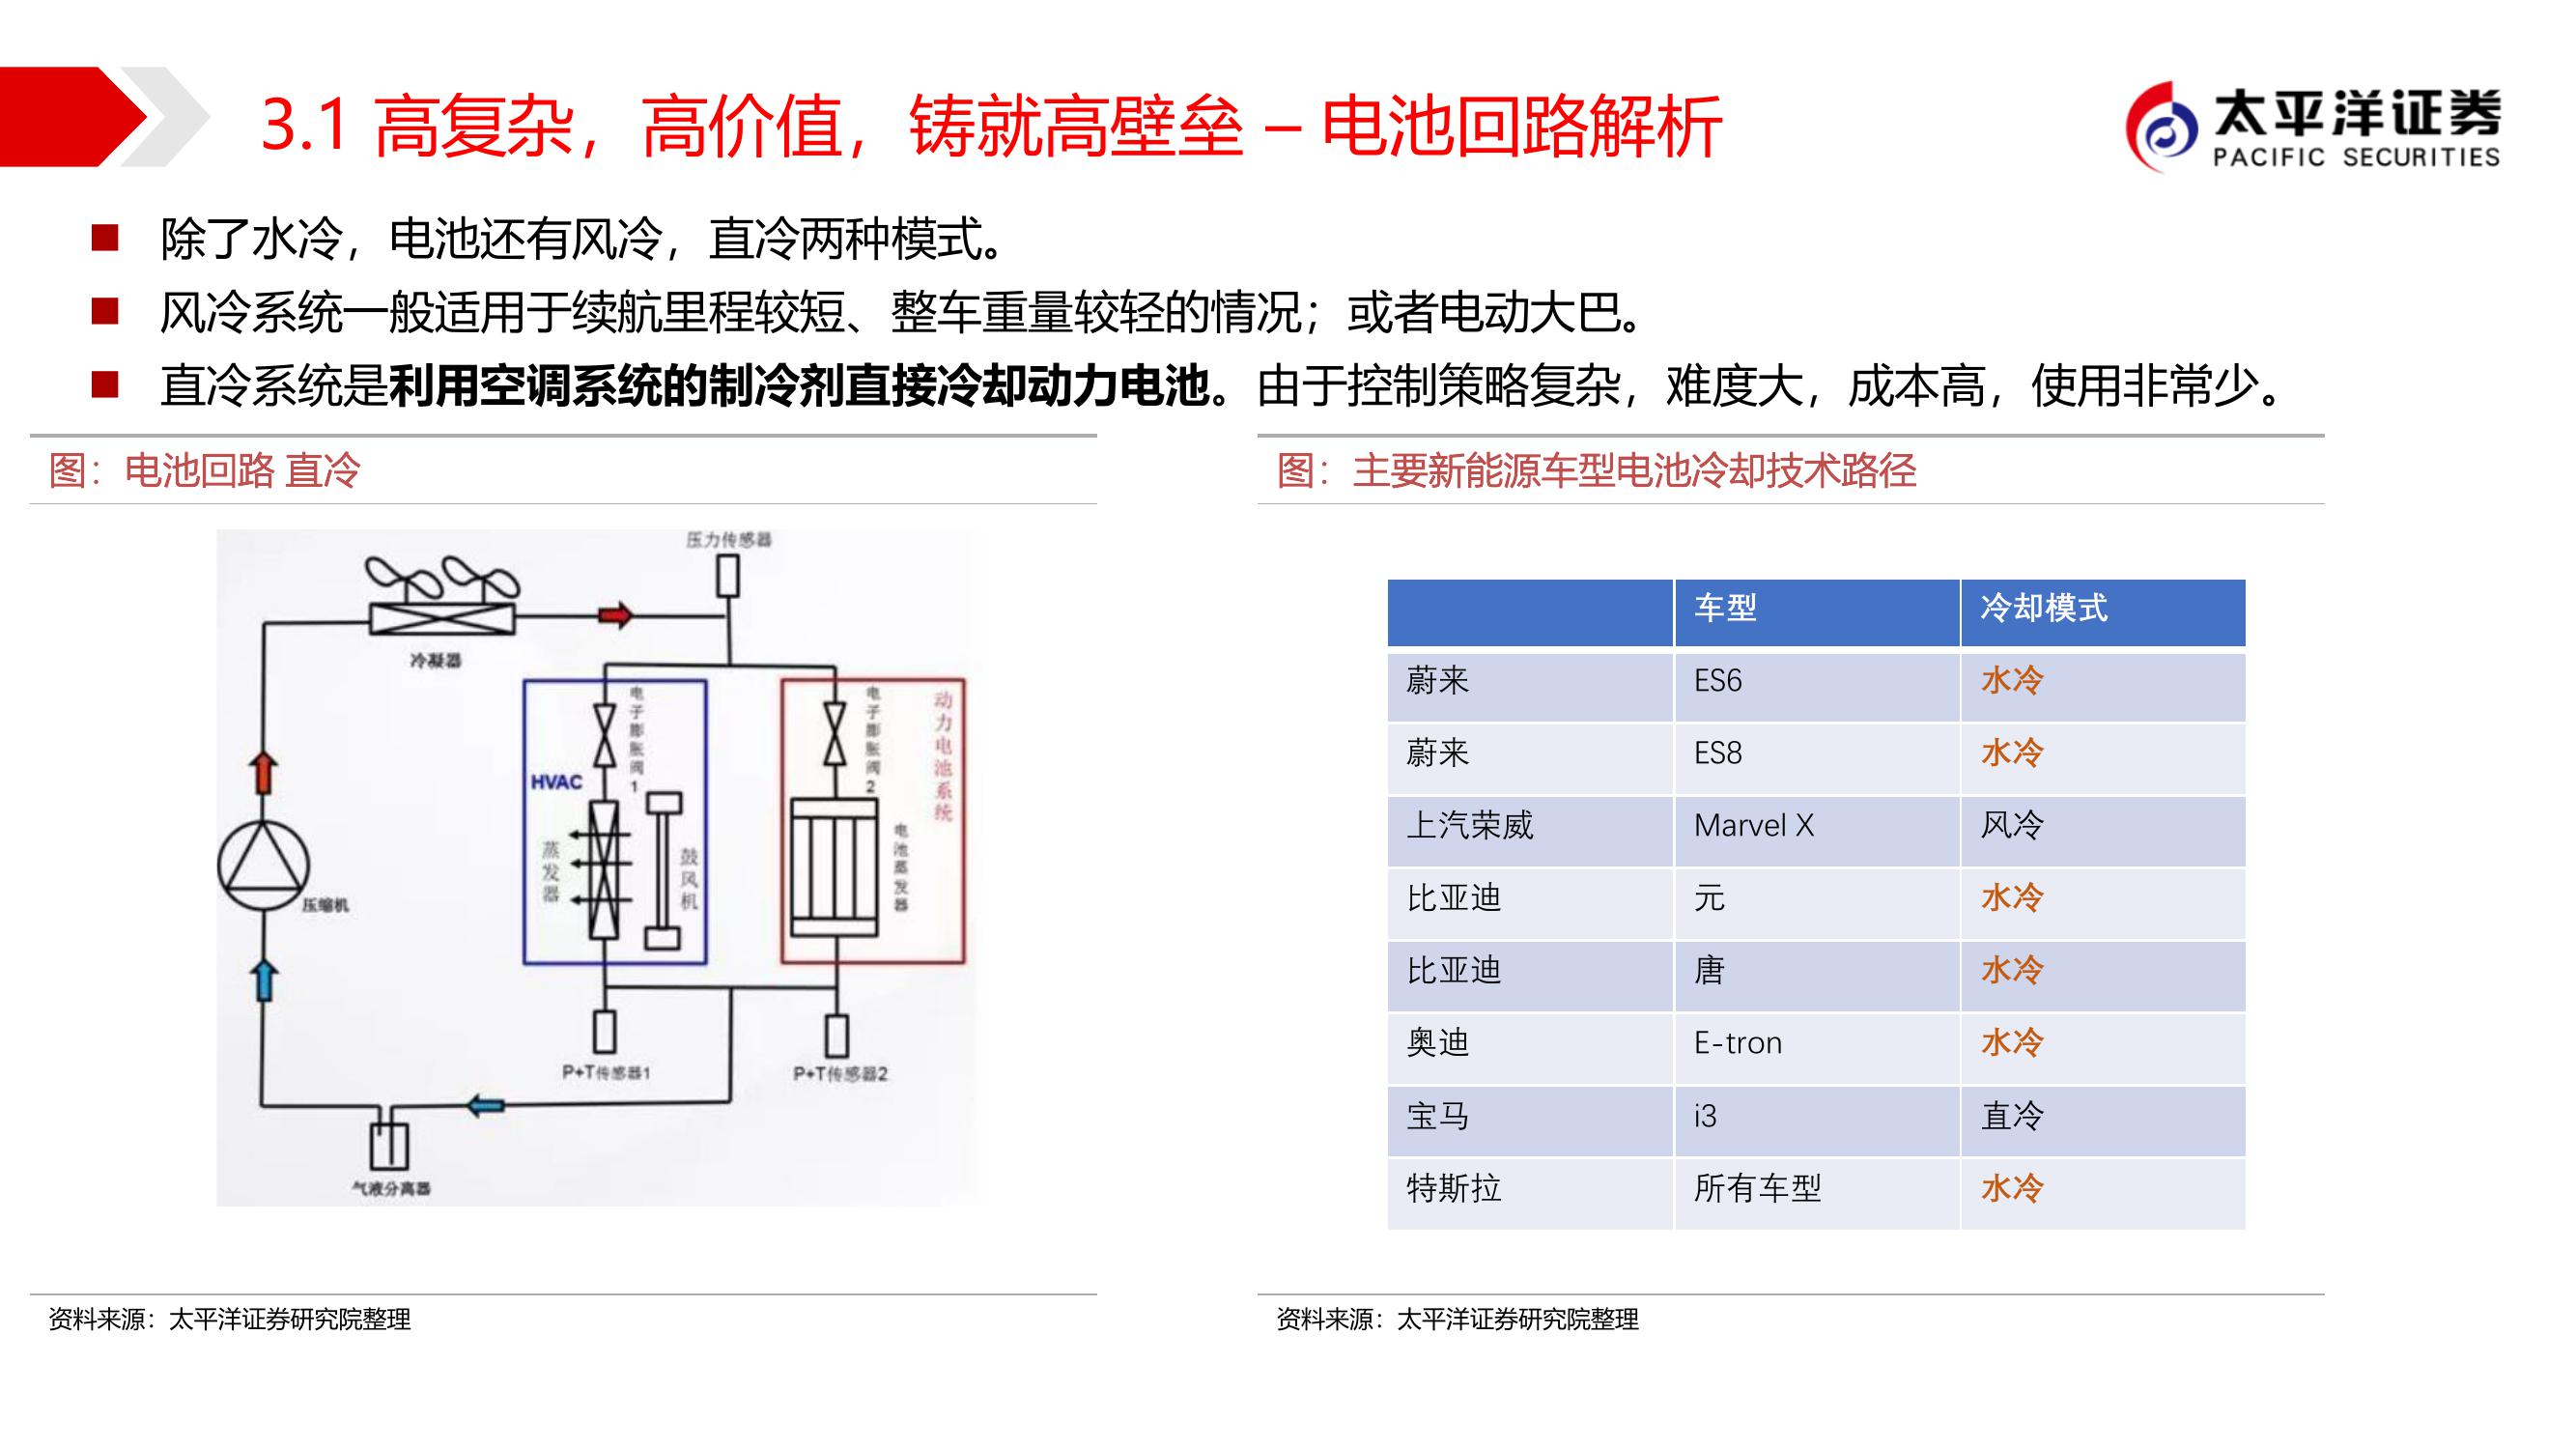 3.1 高复杂，高价值，铸就高壁垒 – 电池回路解析
太平洋证券
PACIFIC SECURITIES
除了水冷，电池还有风冷，直冷两种模式。
风冷系统一般适用于续航里程较短、整车重量较轻的情况；或者电动大巴。
直冷系统是利用空调系统的制冷剂直接冷却动力电池。由于控制策略复杂，难度大，成本高，使用非常少。
图：电池回路 直冷
压力传感器
冷凝器
电子膨胀阀1
HVAC
蒸发器
鼓风机
电子膨胀阀2
动力电池系统
电池蒸发器
压缩机
P+T传感器1
P+T传感器2
气液分离器
资料来源：太平洋证券研究院整理
图：主要新能源车型电池冷却技术路径
车型 冷却模式
蔚来 ES6 水冷
蔚来 ES8 水冷
上汽荣威 Marvel X 风冷
比亚迪 元 水冷
比亚迪 唐 水冷
奥迪 E-tron 水冷
宝马 i3 直冷
特斯拉 所有车型 水冷
资料来源：太平洋证券研究院整理